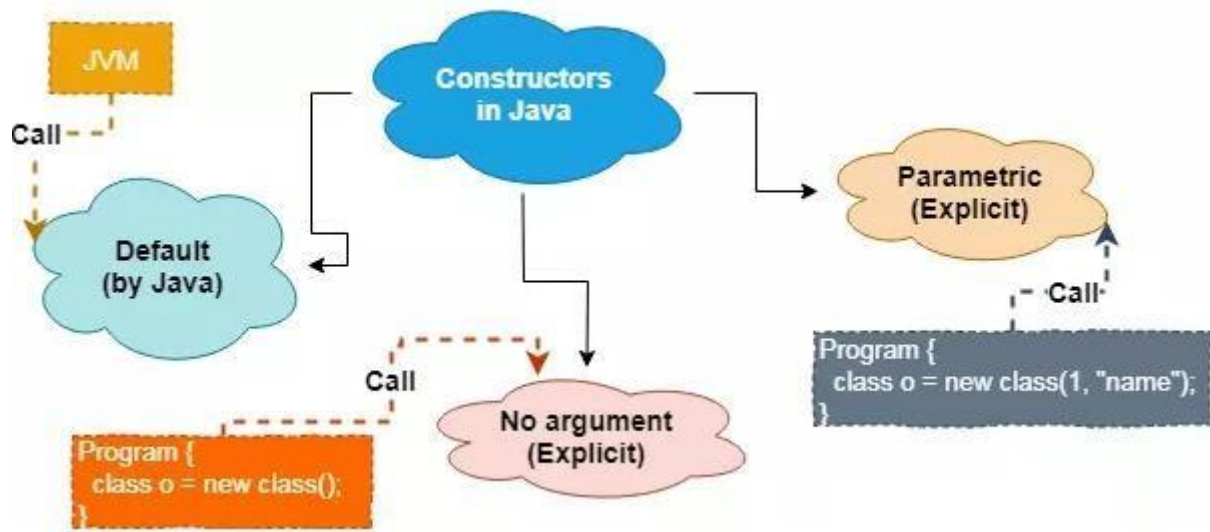 JVM
Constructors
in Java
Call
Parametric
(Explicit)
Default
(by Java)
Call
Program {
class o = new class(1, "name");
}
Call
No argument
(Explicit)
Program {
class o = new class();
}